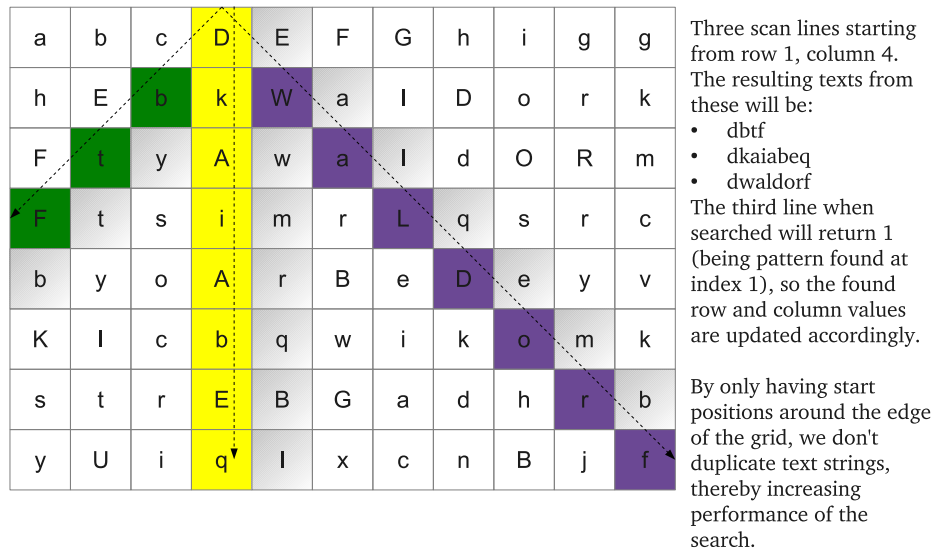 a b c D E F G h i g g
h E b k W a l D o r k
F t y A w a l d O R m
F t s i m r L q s r c
b y o A r B e D e y v
K l c b q w i k o m k
s t r E B G a d h r b
y U i q l x c n B j f
Three scan lines starting
from row 1, column 4.
The resulting texts from
these will be:
• dbtf
• dkaiabeq
• dwaldorf
The third line when
searched will return 1
(being pattern found at
index 1), so the found
row and column values
are updated accordingly.
By only having start
positions around the edge
of the grid, we don't
duplicate text strings,
thereby increasing
performance of the
search.